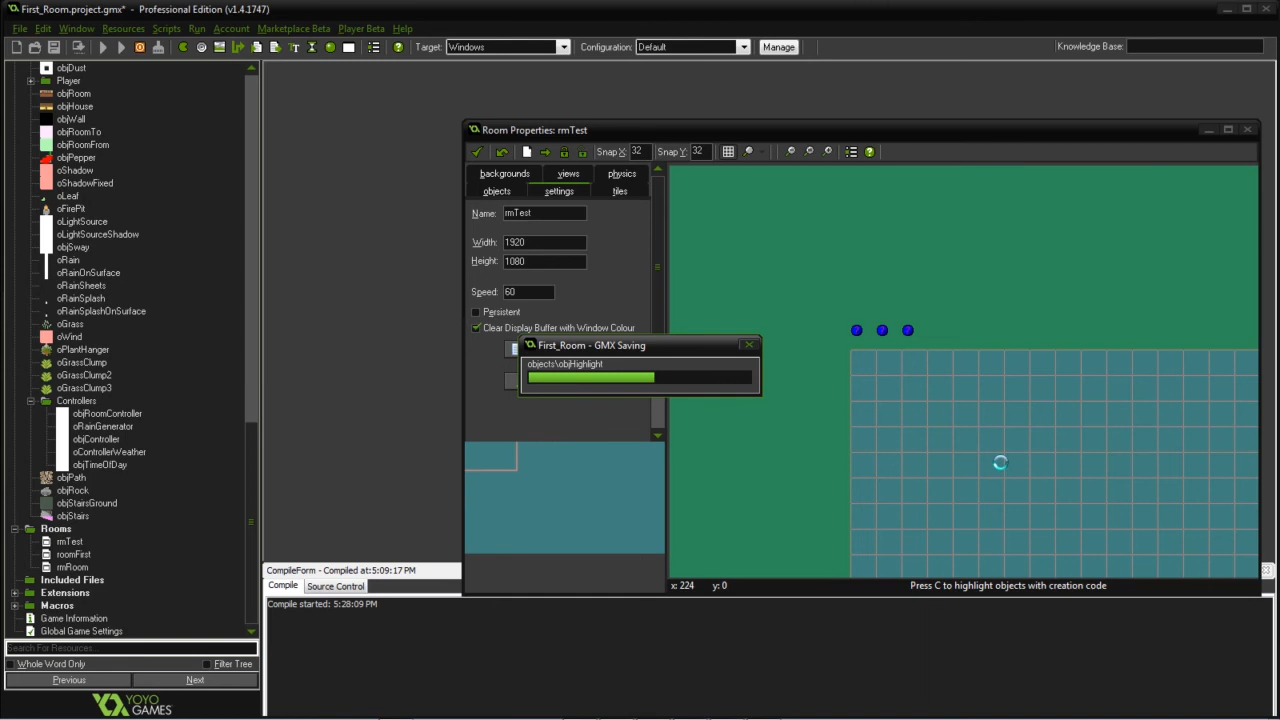 First_Room.project.gmx* - Professional Edition (v1.4.1747)
File Edit Window Resources Scripts Run Account Marketplace Beta Player Beta Help
Target: Windows Configuration: Default Manage Knowledge Base:
objDust
Player
objRoom
objHouse
objWall
objRoomTo
objRoomFrom
objPepper
oShadow
oShadowFixed
oLeaf
oFirePit
oLightSource
oLightSourceShadow
objSway
oRain
oRainOnSurface
oRainSheets
oRainSplash
oRainSplashOnSurface
oGrass
oWind
oPlantHanger
oGrassClump
oGrassClump2
oGrassClump3
Controllers
objRoomController
oRainGenerator
objController
oControllerWeather
objTimeOfDay
objPath
objRock
objStairsGround
objStairs
Rooms
rmTest
roomFirst
rmRoom
Included Files
Extensions
Macros
Game Information
Global Game Settings
Search For Resources...
Whole Word Only Filter Tree
Previous Next
YOYO
GAMES
Room Properties: rmTest
Snap X: 32 Snap Y: 32
backgrounds views physics
objects settings tiles
Name: rmTest
Width: 1920
Height: 1080
Speed: 60
Persistent
Clear Display Buffer with Window Colour
First_Room - GMX Saving
objects\objHighlight
? ? ?
x: 224 y: 0 Press C to highlight objects with creation code
CompileForm - Compiled at:5:09:17 PM
Compile Source Control
Compile started: 5:28:09 PM